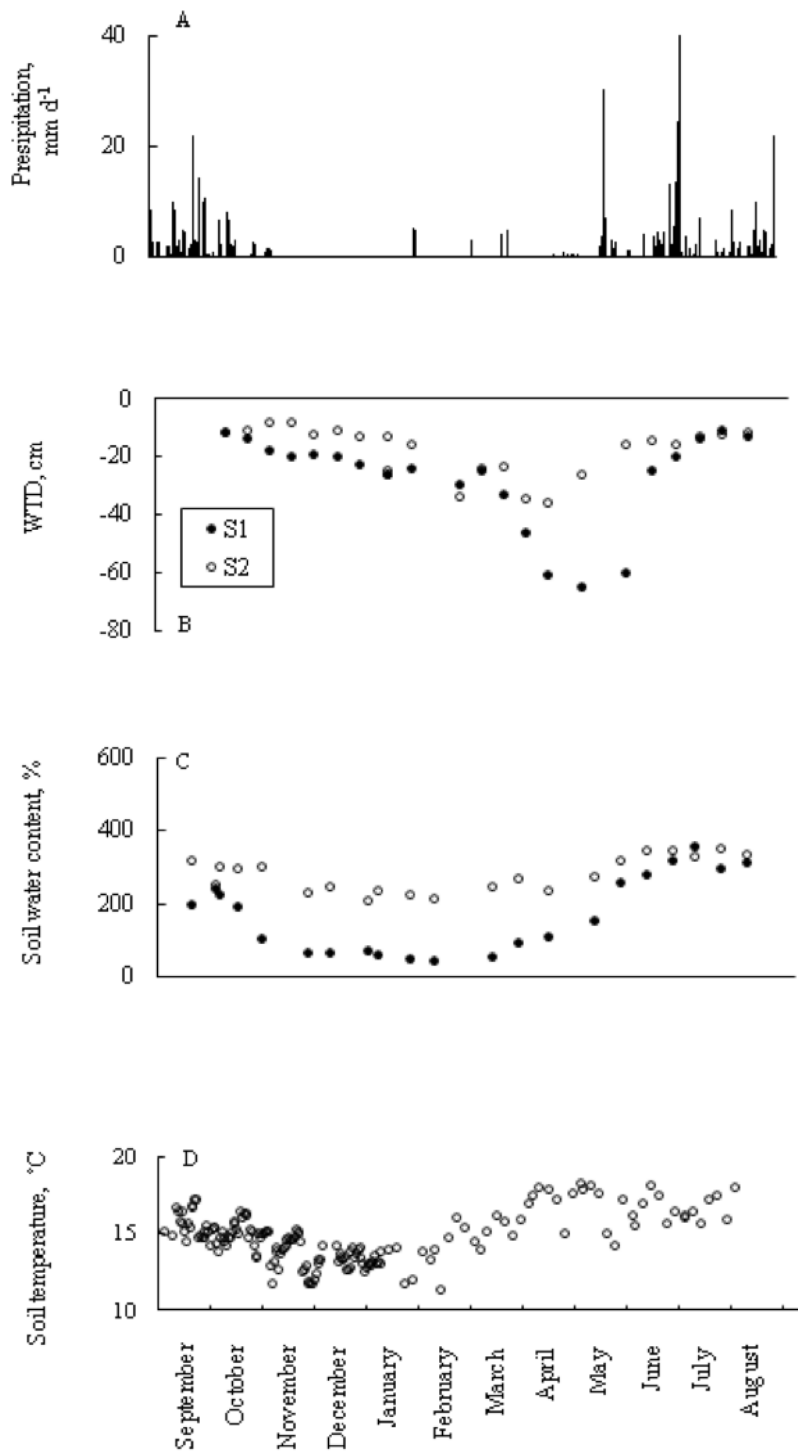 A
Presipitation,
mm d-1
40
20
0
0
-20
-40
-60
-80
WTD, cm
S1
S2
B
600
400
200
0
C
Soil water content, %
20
15
10
D
Soil temperature, °C
September
October
November
December
January
February
March
April
May
June
July
August